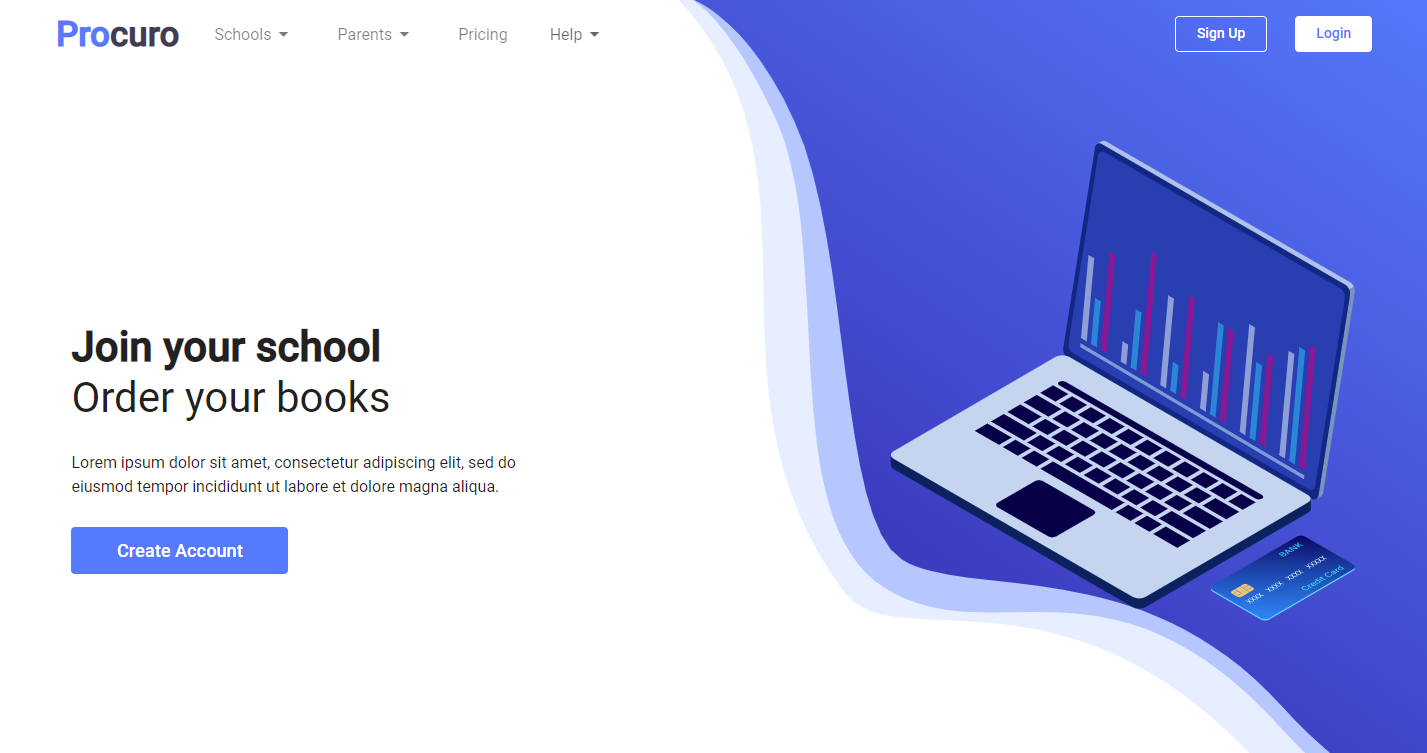 Procuro
Schools
Parents
Pricing
Help
Sign Up
Login
Join your school
Order your books
Lorem ipsum dolor sit amet, consectetur adipiscing elit, sed do
eiusmod tempor incididunt ut labore et dolore magna aliqua.
Create Account
BANK
XXXX XXXX XXXX XXXXX
Credit Card